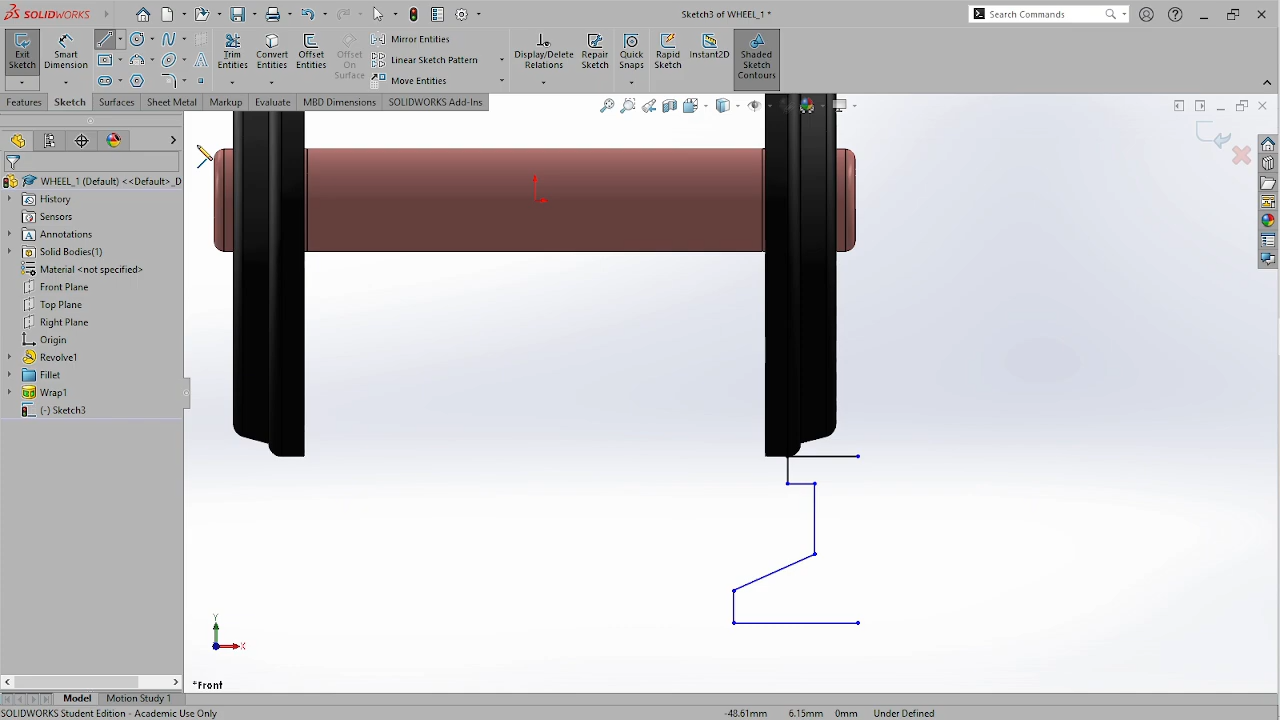 SOLIDWORKS
Sketch3 of WHEEL_1 *
Search Commands
Exit Sketch
Smart Dimension
Trim Entities
Convert Entities
Offset Entities
Offset On Surface
Mirror Entities
Linear Sketch Pattern
Move Entities
Display/Delete Relations
Repair Sketch
Quick Snaps
Rapid Sketch
Instant2D
Shaded Sketch Contours
Features
Sketch
Surfaces
Sheet Metal
Markup
Evaluate
MBD Dimensions
SOLIDWORKS Add-Ins
WHEEL_1 (Default) <<Default>_D
History
Sensors
Annotations
Solid Bodies(1)
Material <not specified>
Front Plane
Top Plane
Right Plane
Origin
Revolve1
Fillet
Wrap1
(-) Sketch3
Y
X
*Front
Model
Motion Study 1
SOLIDWORKS Student Edition - Academic Use Only
-48.61mm
6.15mm
0mm
Under Defined